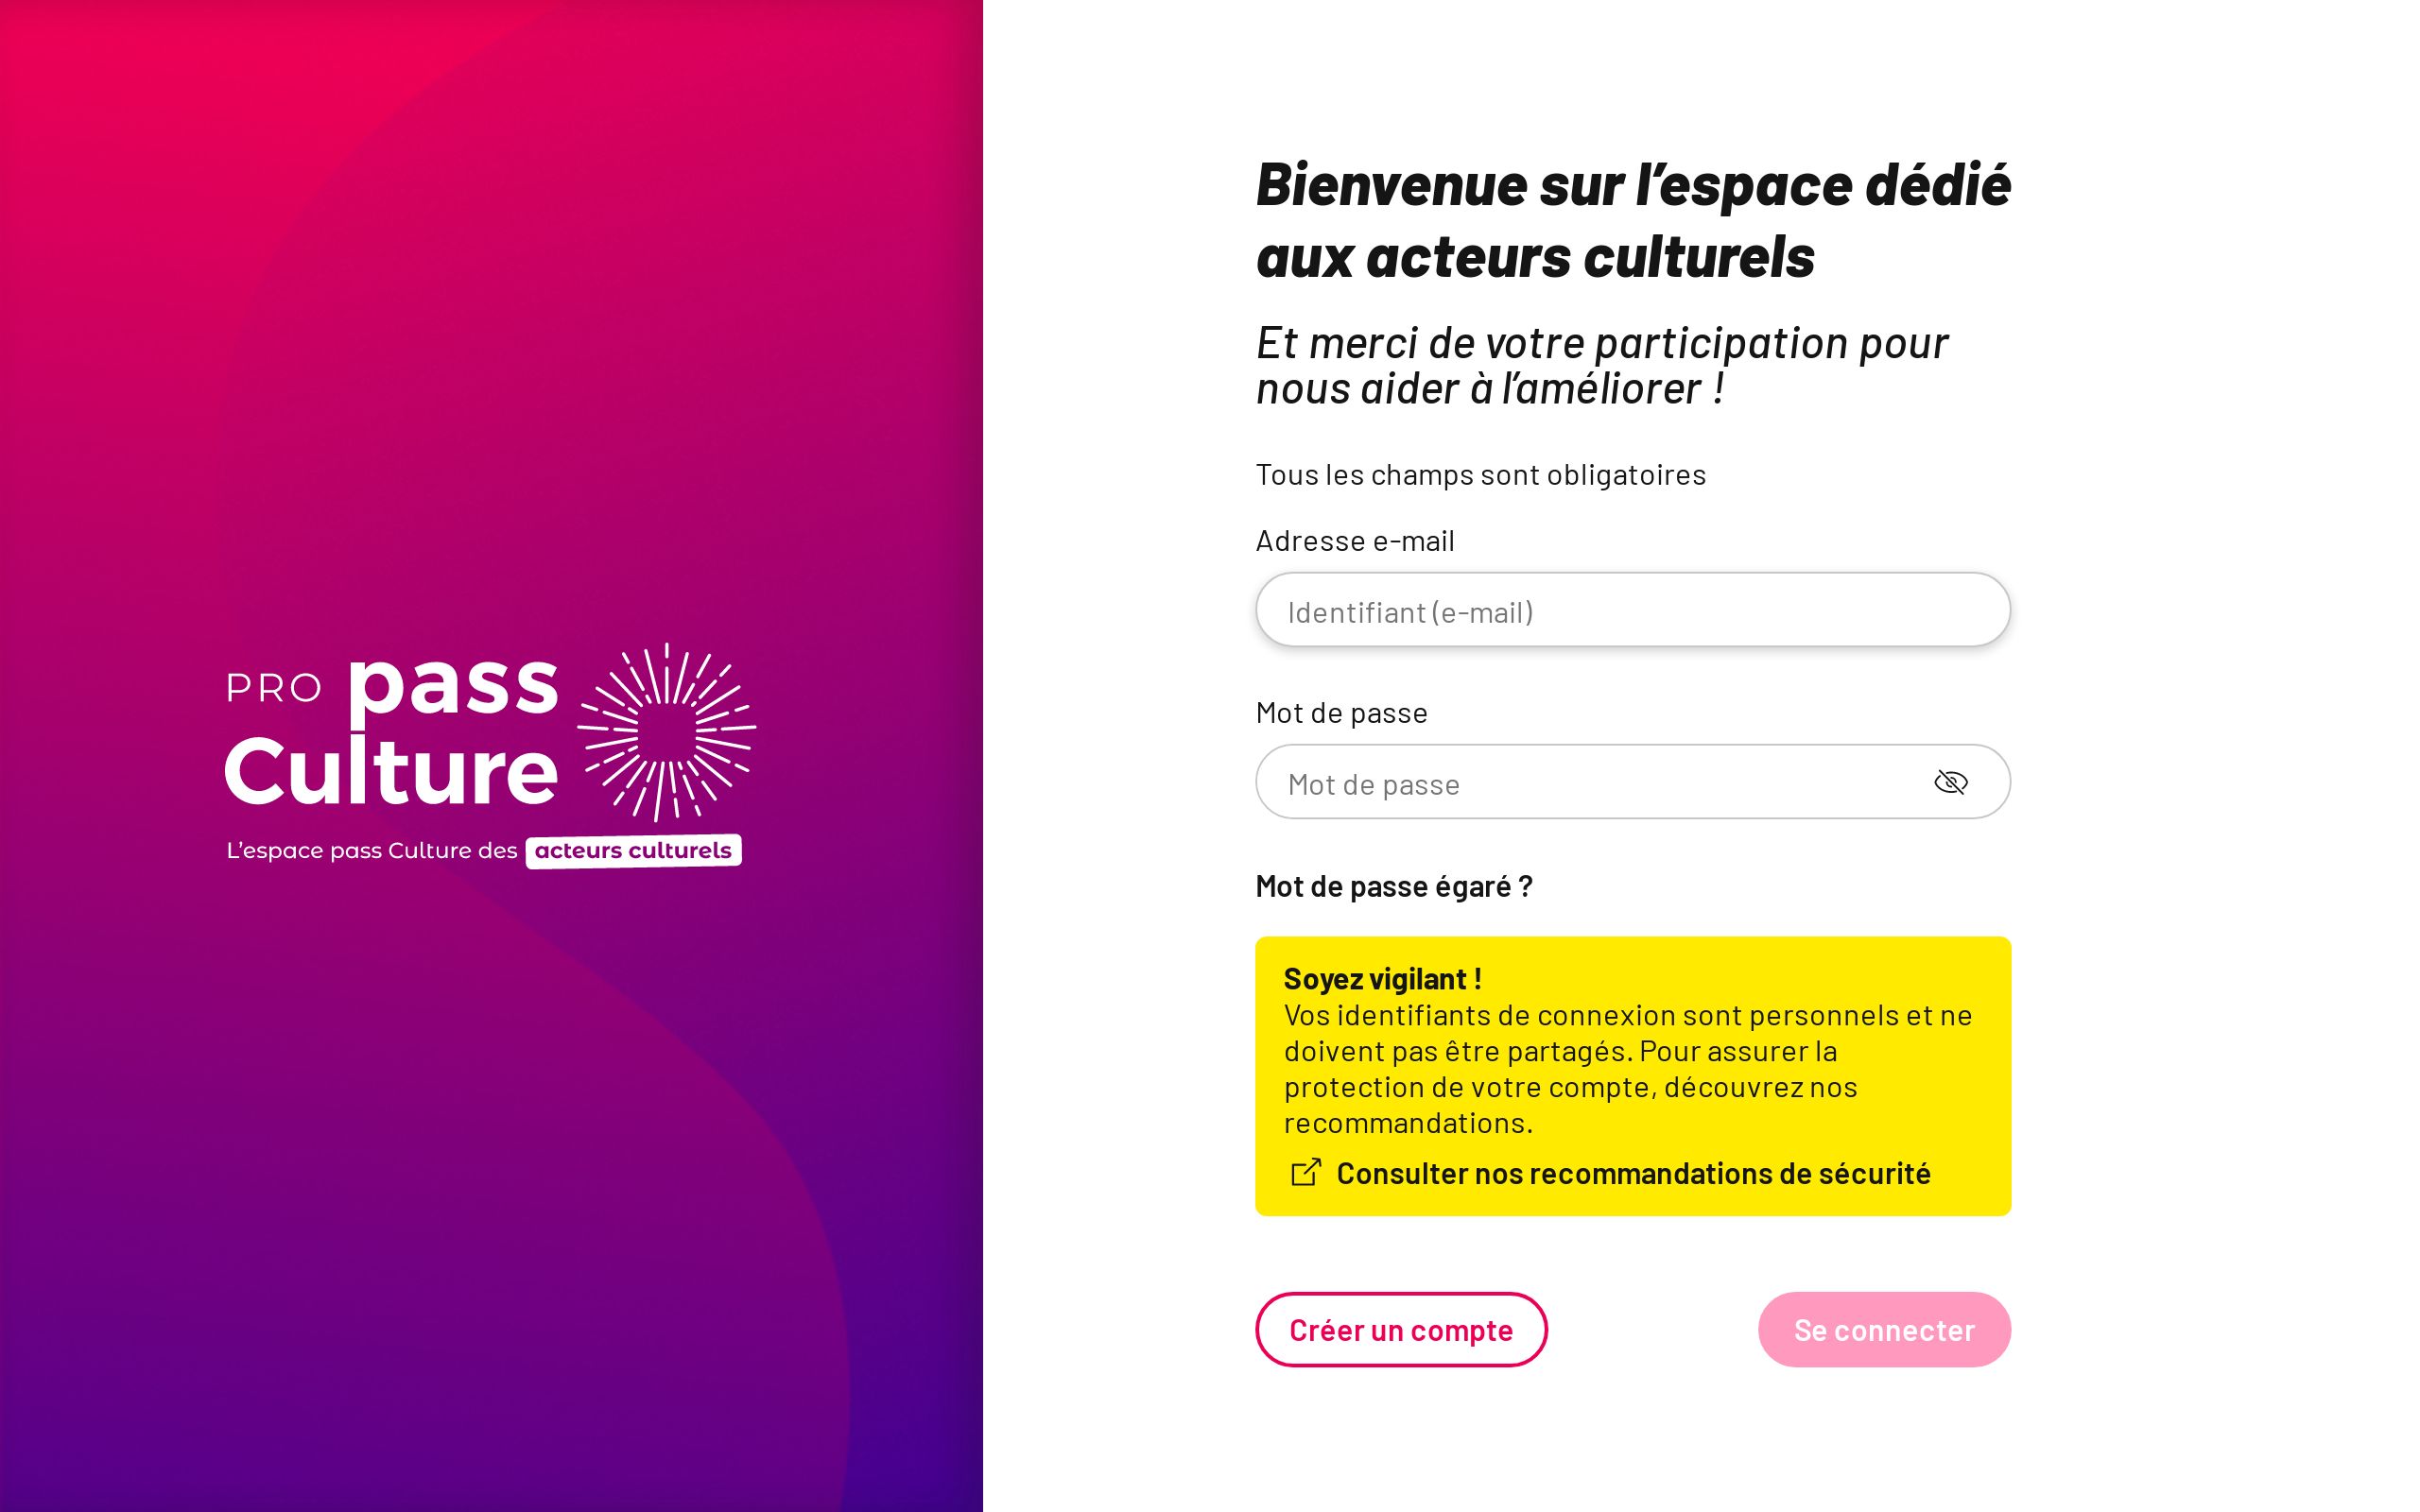 PRO pass
Culture
L’espace pass Culture des acteurs culturels
Bienvenue sur l’espace dédié
aux acteurs culturels
Et merci de votre participation pour
nous aider à l’améliorer !
Tous les champs sont obligatoires
Adresse e-mail
Identifiant (e-mail)
Mot de passe
Mot de passe
Mot de passe égaré ?
Soyez vigilant !
Vos identifiants de connexion sont personnels et ne
doivent pas être partagés. Pour assurer la
protection de votre compte, découvrez nos
recommandations.
Consulter nos recommandations de sécurité
Créer un compte
Se connecter